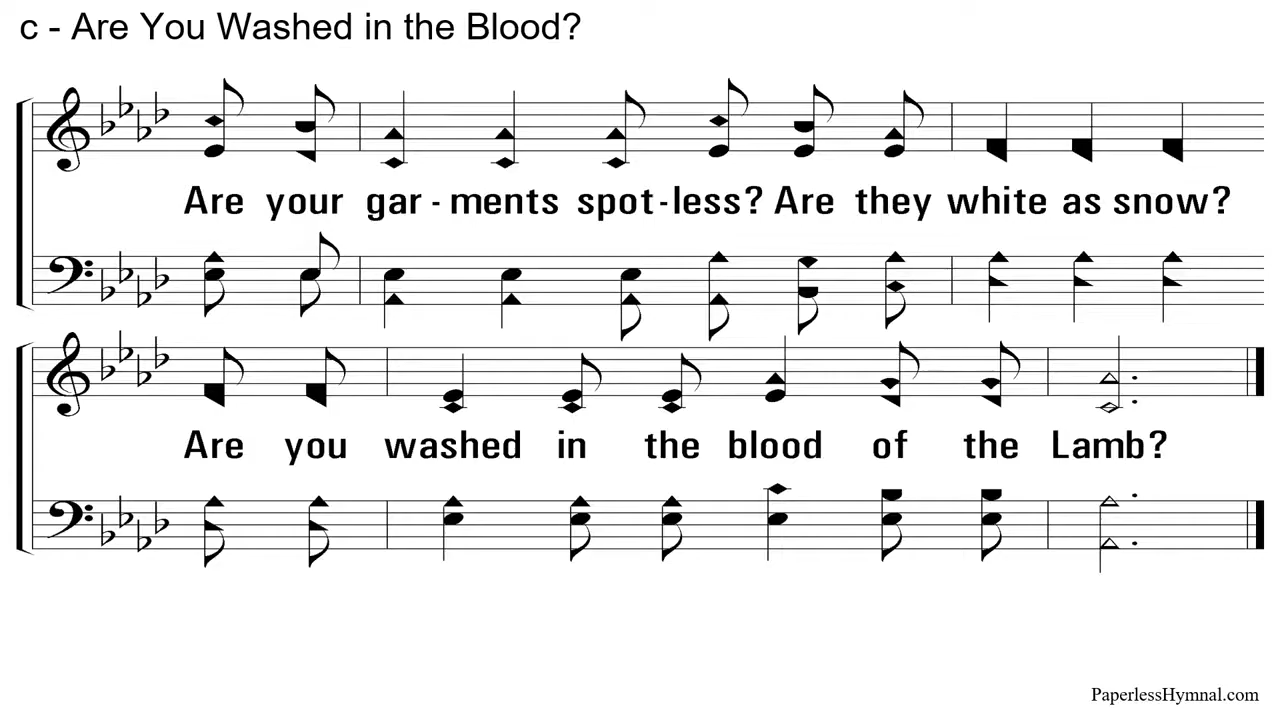 c - Are You Washed in the Blood?
Are your gar - ments spot - less? Are they white as snow?
Are you washed in the blood of the Lamb?
PaperlessHymnal.com